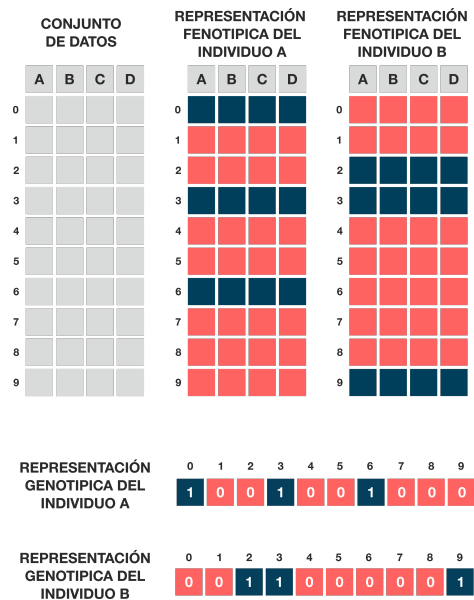 CONJUNTO
DE DATOS
REPRESENTACIÓN
FENOTIPICA DEL
INDIVIDUO A
REPRESENTACIÓN
FENOTIPICA DEL
INDIVIDUO B
A B C D
A B C D
A B C D
0 0 0
1 1 1
2 2 2
3 3 3
4 4 4
5 5 5
6 6 6
7 7 7
8 8 8
9 9 9
REPRESENTACIÓN
GENOTIPICA DEL
INDIVIDUO A
0 1 2 3 4 5 6 7 8 9
1 0 0 1 0 0 1 0 0 0
REPRESENTACIÓN
GENOTIPICA DEL
INDIVIDUO B
0 1 2 3 4 5 6 7 8 9
0 0 1 1 0 0 0 0 0 1